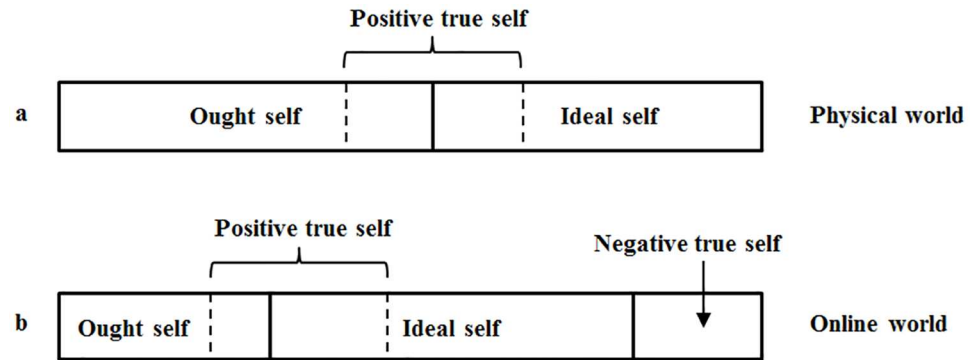 Positive true self
a Ought self Ideal self Physical world
Positive true self
Negative true self
b Ought self Ideal self Online world